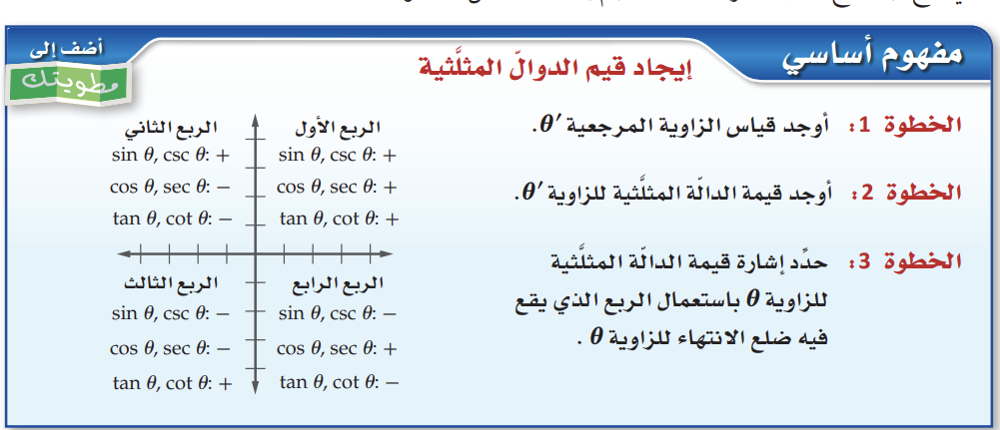 مفهوم أساسي
أضف إلى
مطويتك
إيجاد قيم الدوالّ المثلَّثية
الخطوة 1: أوجد قياس الزاوية المرجعية θ′.
الخطوة 2: أوجد قيمة الدالّة المثلَّثية للزاوية θ′.
الخطوة 3: حدِّد إشارة قيمة الدالّة المثلَّثية
للزاوية θ باستعمال الربع الذي يقع
فيه ضلع الانتهاء للزاوية θ .
الربع الأول
sin θ, csc θ: +
cos θ, sec θ: +
tan θ, cot θ: +
الربع الثاني
sin θ, csc θ: +
cos θ, sec θ: −
tan θ, cot θ: −
الربع الرابع
sin θ, csc θ: −
cos θ, sec θ: +
tan θ, cot θ: −
الربع الثالث
sin θ, csc θ: −
cos θ, sec θ: −
tan θ, cot θ: +